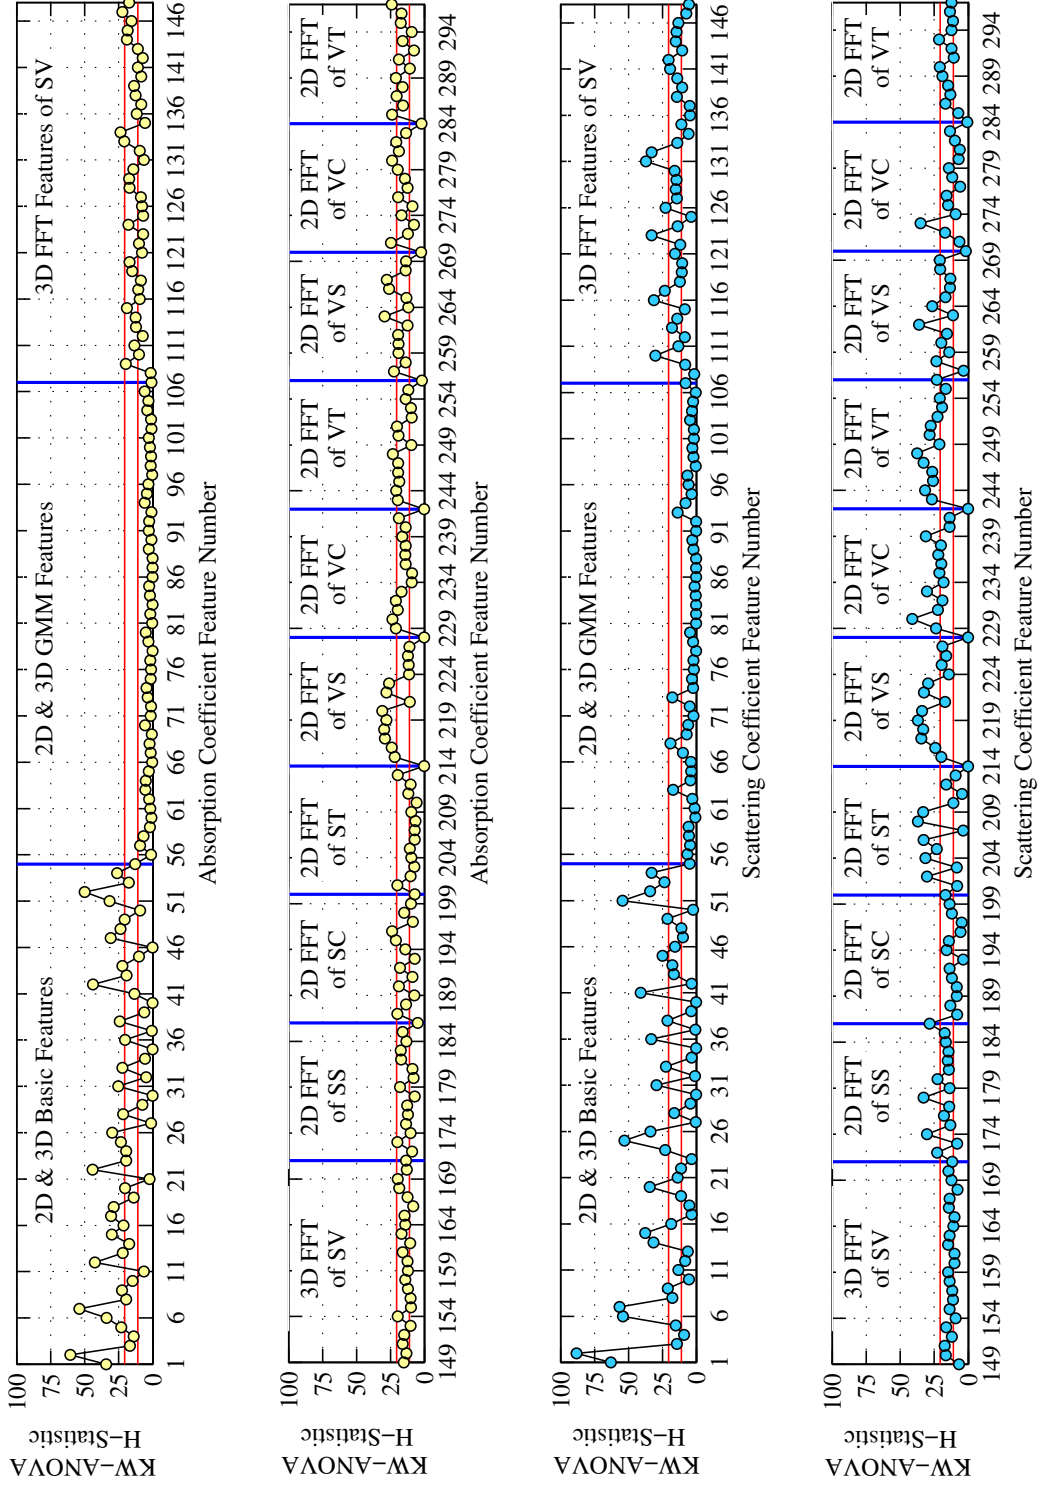 KW−ANOVA
H−Statistic
100
75
50
25
0
2D & 3D Basic Features
2D & 3D GMM Features
3D FFT Features of SV
1 6 11 16 21 26 31 36 41 46 51 56 61 66 71 76 81 86 91 96 101 106 111 116 121 126 131 136 141 146
Absorption Coefficient Feature Number
KW−ANOVA
H−Statistic
100
75
50
25
0
3D FFT
of SV
2D FFT
of SS
2D FFT
of SC
2D FFT
of ST
2D FFT
of VS
2D FFT
of VC
2D FFT
of VT
2D FFT
of VS
2D FFT
of VC
2D FFT
of VT
149 154 159 164 169 174 179 184 189 194 199 204 209 214 219 224 229 234 239 244 249 254 259 264 269 274 279 284 289 294
Absorption Coefficient Feature Number
KW−ANOVA
H−Statistic
100
75
50
25
0
2D & 3D Basic Features
2D & 3D GMM Features
3D FFT Features of SV
1 6 11 16 21 26 31 36 41 46 51 56 61 66 71 76 81 86 91 96 101 106 111 116 121 126 131 136 141 146
Scattering Coefficient Feature Number
KW−ANOVA
H−Statistic
100
75
50
25
0
3D FFT
of SV
2D FFT
of SS
2D FFT
of SC
2D FFT
of ST
2D FFT
of VS
2D FFT
of VC
2D FFT
of VT
2D FFT
of VS
2D FFT
of VC
2D FFT
of VT
149 154 159 164 169 174 179 184 189 194 199 204 209 214 219 224 229 234 239 244 249 254 259 264 269 274 279 284 289 294
Scattering Coefficient Feature Number